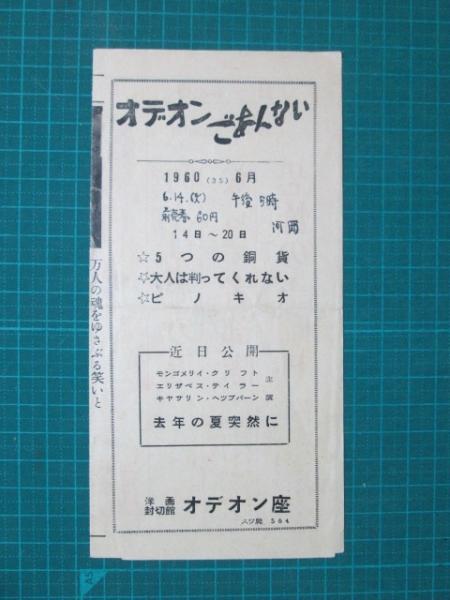 オデオン
ごあんない
1960 (35) 6月
6.14.(火) 午后5時
前売券 60円
14日〜20日
☆5つの銅貨
☆大人は判ってくれない
☆ピノキオ
近日公開
モンゴメリイ・クリフト
エリザベス・テイラー
キャサリン・ヘップバーン
主演
去年の夏突然に
洋画
封切館
オデオン座
564
万人の魂をゆさぶる笑いと
A5